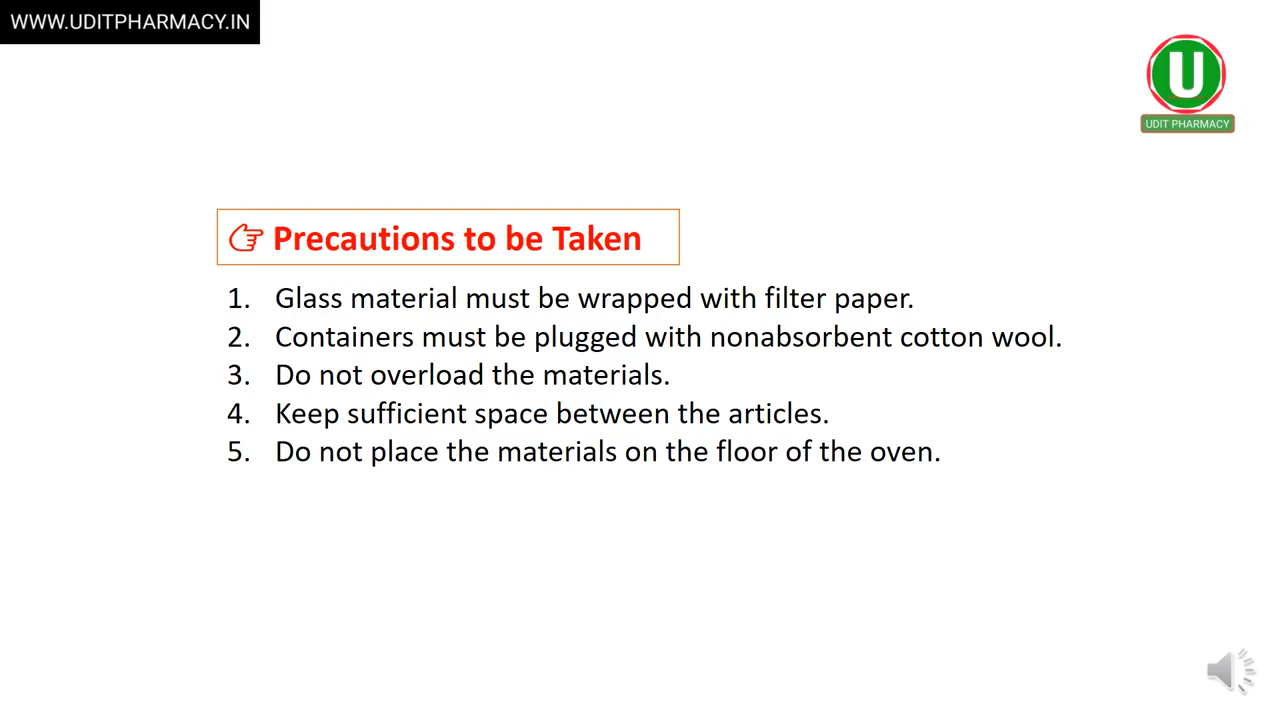 WWW.UDITPHARMACY.IN
U
UDIT PHARMACY
☞ Precautions to be Taken
1. Glass material must be wrapped with filter paper.
2. Containers must be plugged with nonabsorbent cotton wool.
3. Do not overload the materials.
4. Keep sufficient space between the articles.
5. Do not place the materials on the floor of the oven.